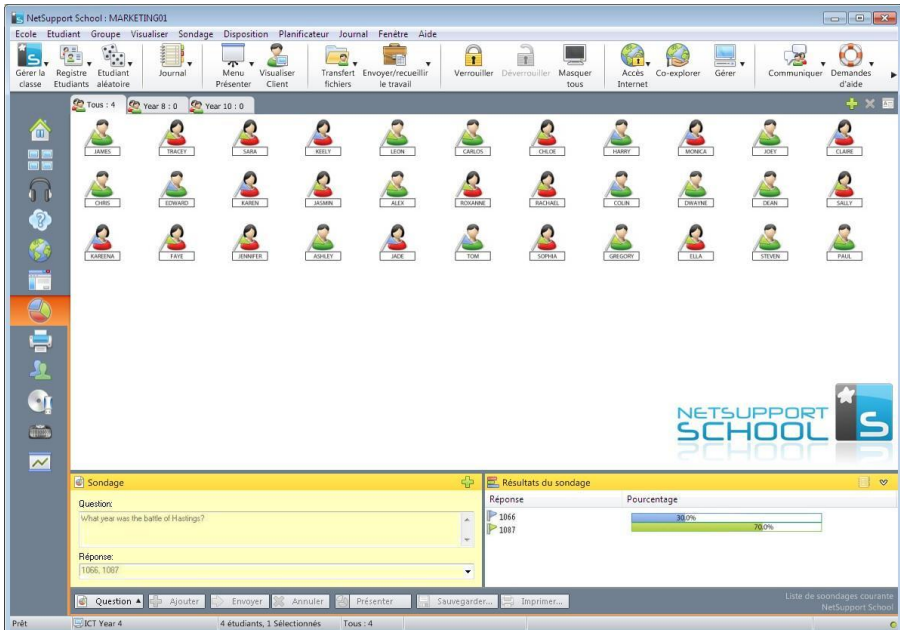 NetSupport School : MARKETING01
Ecole Etudiant Groupe Visualiser Sondage Disposition Planificateur Journal Fenêtre Aide
Gérer la classe
Registre Etudiants
Etudiant aléatoire
Journal
Menu Présenter
Visualiser Client
Transfert fichiers
Envoyer/recueillir le travail
Verrouiller
Déverrouiller
Masquer tous
Accès Internet
Co-explorer
Gérer
Communiquer
Demandes d'aide
Tous : 4 Year 8 : 0 Year 10 : 0
JAMES TRACEY SARA KEELY LEON CARLOS CHLOE HARRY MONICA JOEY CLAIRE
CHRIS EDWARD KAREN JASMIN ALEX ROXANNE RACHAEL COLIN DWAYNE DEAN SALLY
KAREENA FAYE JENNIFER ASHLEY JADE TOM SOPHIA GREGORY ELLA STEVEN PAUL
NETSUPPORT
SCHOOL
S
Sondage
Question:
What year was the battle of Hastings?
Réponse:
1066, 1087
Résultats du sondage
Réponse Pourcentage
1066 30.0%
1087 70.0%
Question Ajouter Envoyer Annuler Présenter Sauvegarder... Imprimer...
Liste de soondages courante
NetSupport School
Prêt ICT Year 4 4 étudiants, 1 Sélectionnés Tous : 4